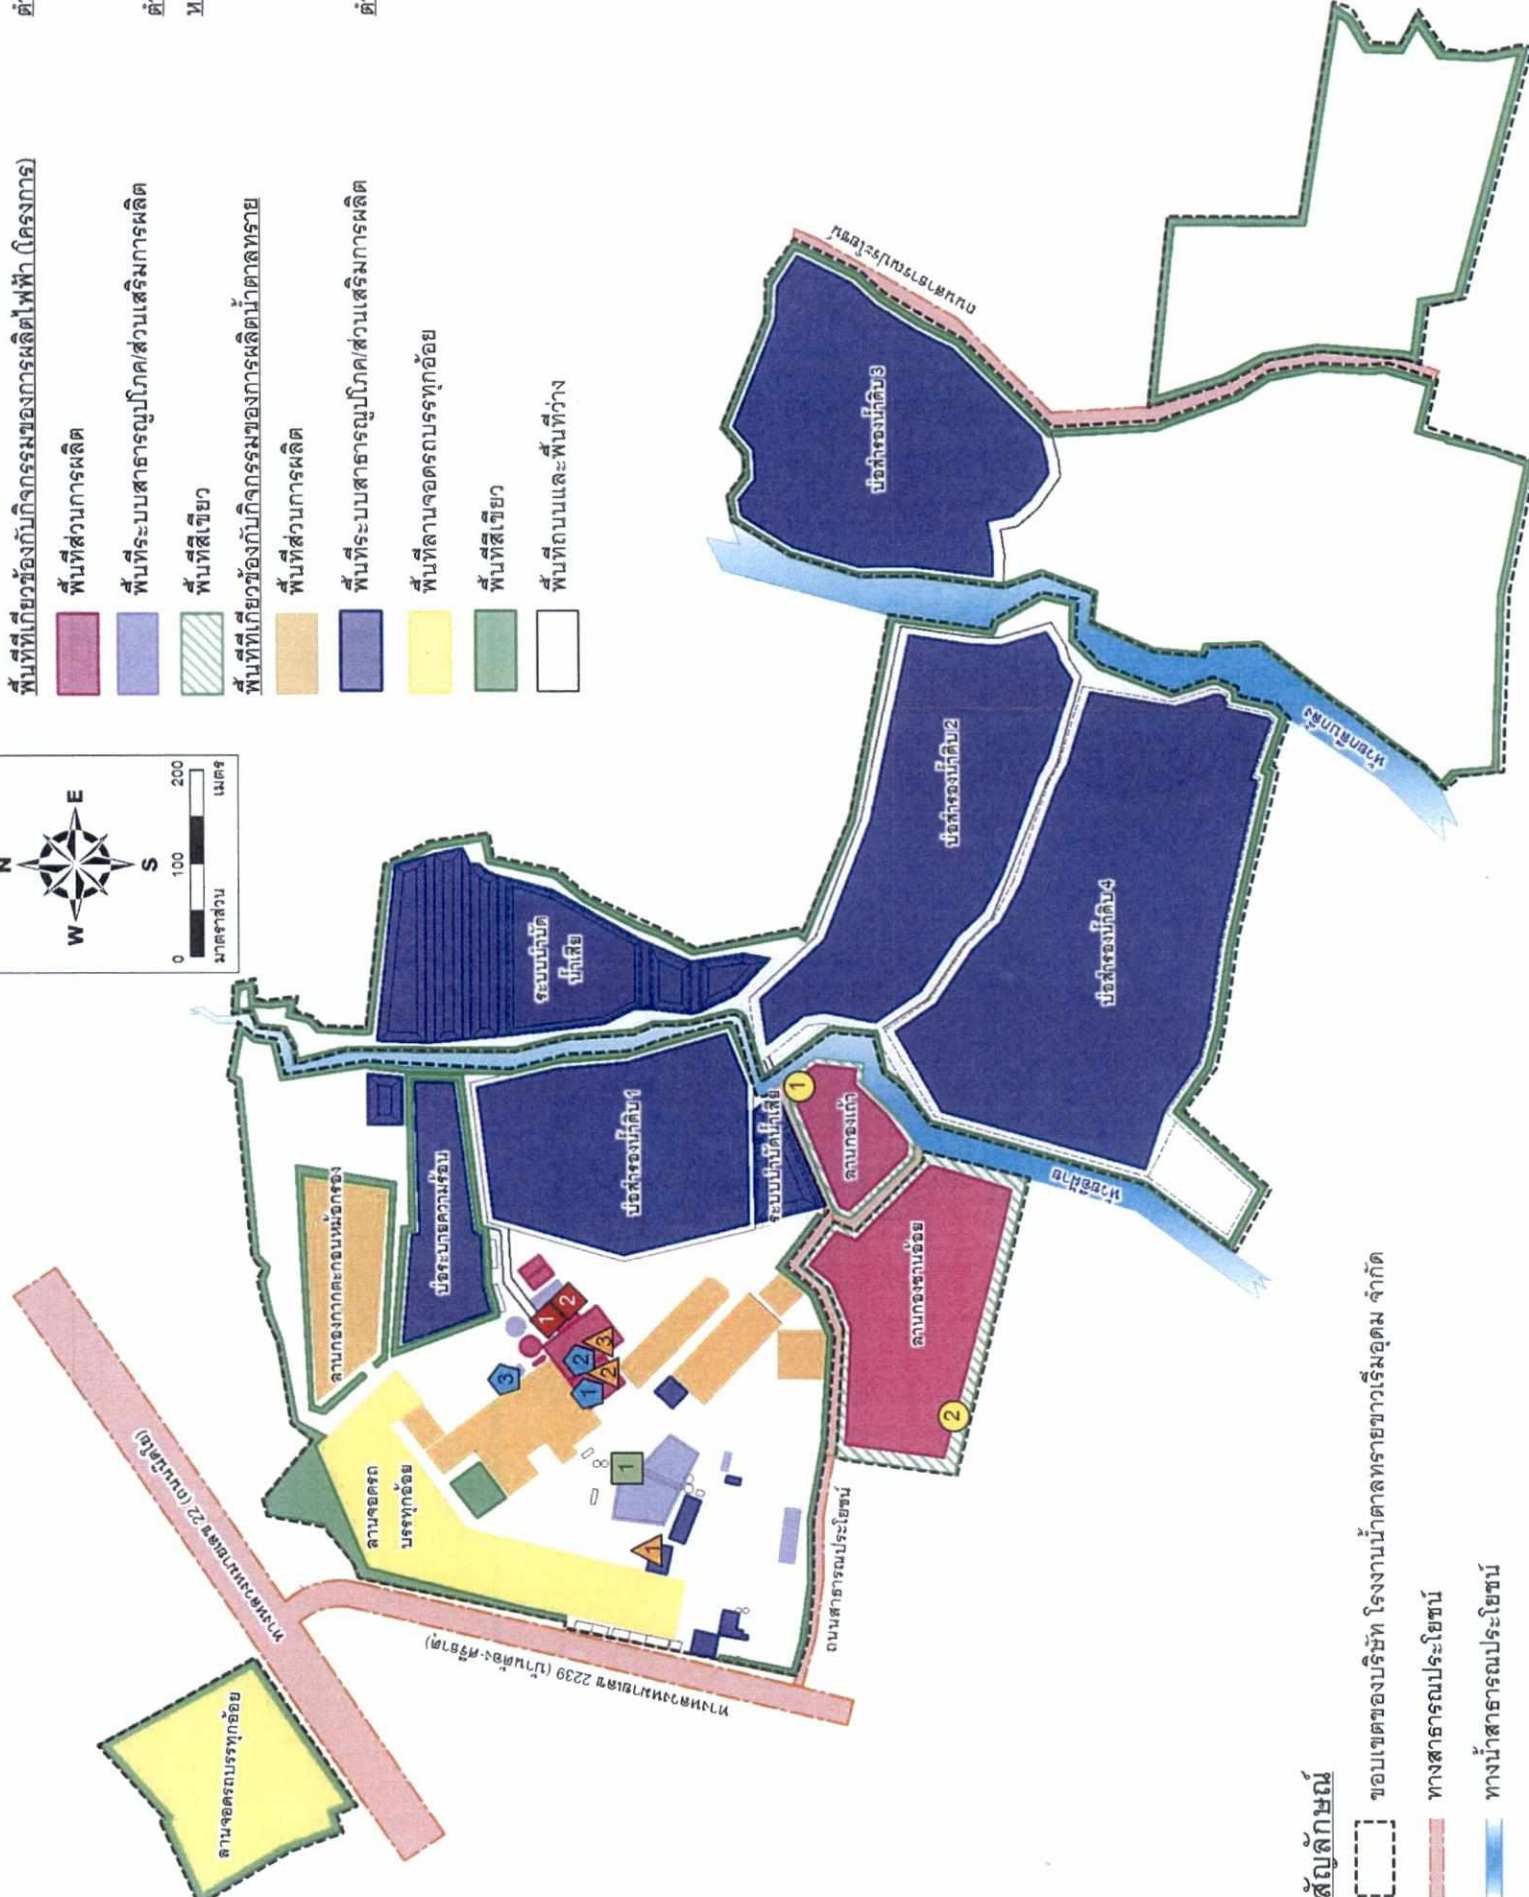 พื้นที่ที่เกี่ยวข้องกับกิจกรรมของการผลิตไฟฟ้า (โครงการ)
พื้นที่ส่วนการผลิต
พื้นที่ระบบสาธารณูปโภค/ส่วนเสริมการผลิต
พื้นที่สีเขียว
พื้นที่ที่เกี่ยวข้องกับกิจกรรมของการผลิตน้ำตาลทราย
พื้นที่ส่วนการผลิต
พื้นที่ระบบสาธารณูปโภค/ส่วนเสริมการผลิต
พื้นที่ลานจอดรถบรรทุกอ้อย
พื้นที่สีเขียว
พื้นที่ถนนและพื้นที่ว่าง
N
W
E
S
0 100 200
มาตราส่วน เมตร
ลานจอดรถบรรทุกอ้อย
ทางหลวงหมายเลข 22 (ถนนนิตโย)
ทางหลวงหมายเลข 2239 (บ้านต้อง-ศรีธาตุ)
ลานจอดรถ
บรรทุกอ้อย
ลานกองกากตะกอนหม้อกรอง
บ่อระบายความร้อน
บ่อสำรองน้ำดิบ 1
ระบบบำบัด
น้ำเสีย
ระบบบำบัดน้ำเสีย
ลานกองเถ้า
ลานกองชานอ้อย
บ่อสำรองน้ำดิบ 2
บ่อสำรองน้ำดิบ 3
บ่อสำรองน้ำดิบ 4
ถนนสาธารณประโยชน์
ถนนสาธารณประโยชน์
1
2
3
1
2
1
2
3
1
1
1
2
สัญลักษณ์
ขอบเขตของบริษัท โรงงานน้ำตาลทรายขาวเริ่มอุดม จำกัด
ทางสาธารณประโยชน์
ทางน้ำสาธารณประโยชน์